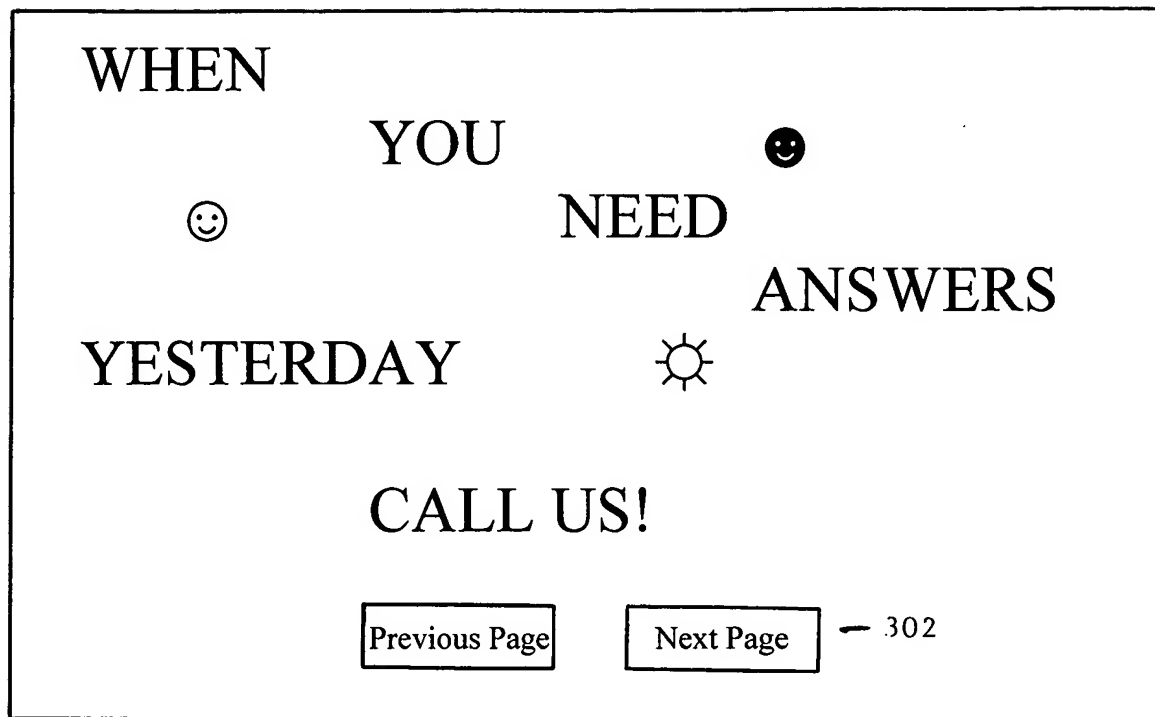 WHEN
YOU
NEED
ANSWERS
YESTERDAY
CALL US!
Previous Page Next Page 302